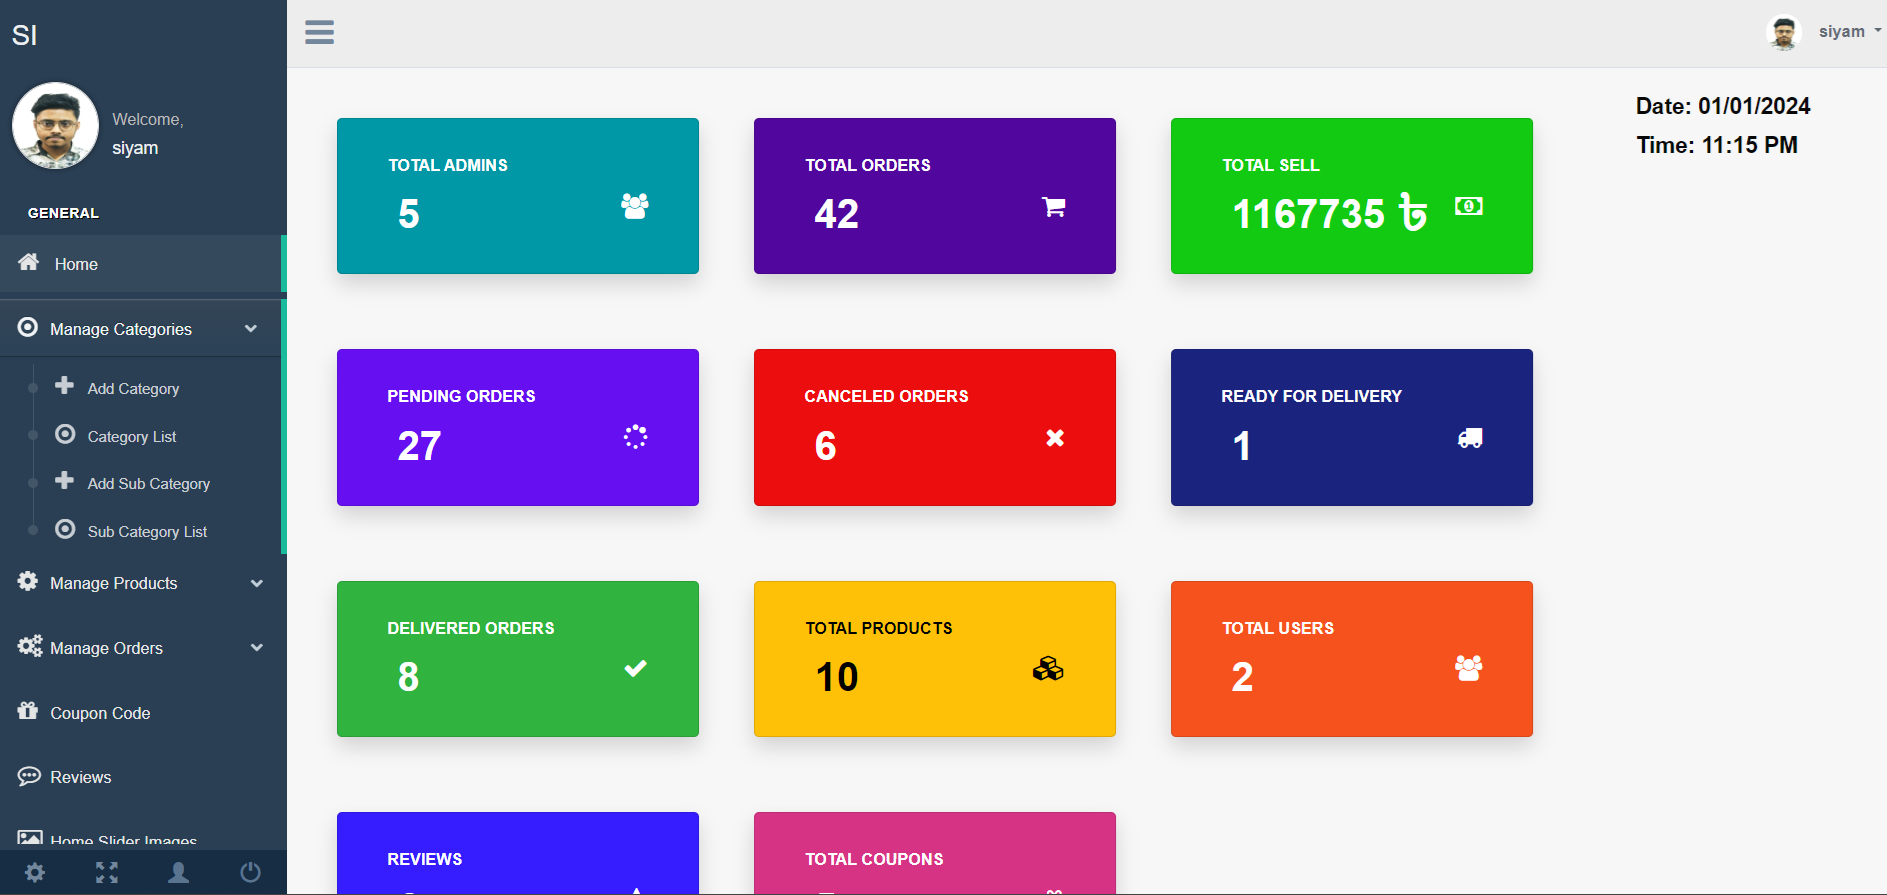 SI
Welcome,
siyam
GENERAL
Home
Manage Categories
Add Category
Category List
Add Sub Category
Sub Category List
Manage Products
Manage Orders
Coupon Code
Reviews
Home Slider Images
siyam
Date: 01/01/2024
Time: 11:15 PM
TOTAL ADMINS
5
TOTAL ORDERS
42
TOTAL SELL
1167735 ৳
PENDING ORDERS
27
CANCELED ORDERS
6
READY FOR DELIVERY
1
DELIVERED ORDERS
8
TOTAL PRODUCTS
10
TOTAL USERS
2
REVIEWS
TOTAL COUPONS